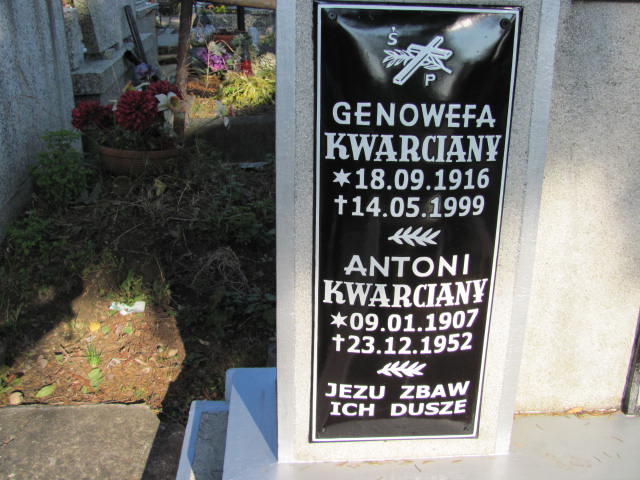 Ś P
GENOWEFA
KWARCIANY
✶18.09.1916
†14.05.1999
ANTONI
KWARCIANY
✶09.01.1907
†23.12.1952
JEZU ZBAW
ICH DUSZE